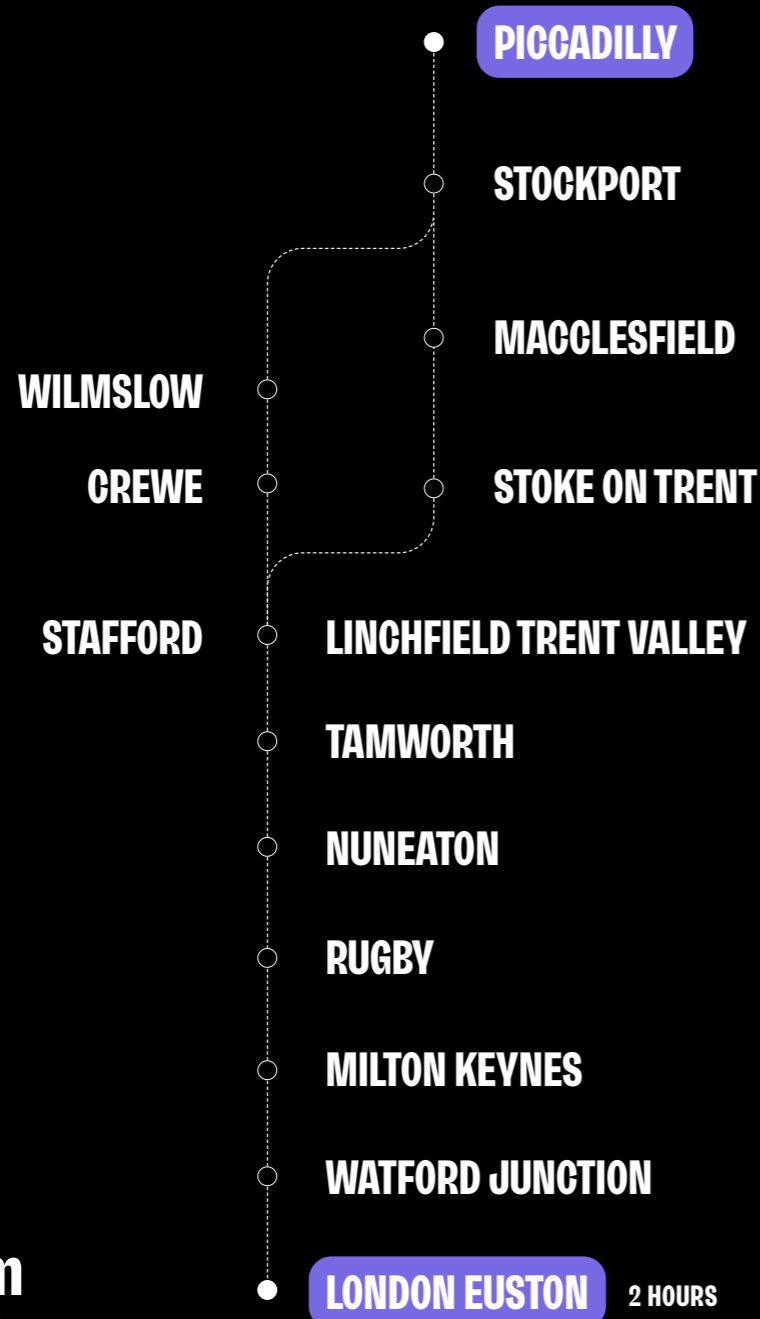 PICCADILLY
STOCKPORT
MACCLESFIELD
WILMSLOW
CREWE
STOKE ON TRENT
STAFFORD
LINCHFIELD TRENT VALLEY
TAMWORTH
NUNEATON
RUGBY
MILTON KEYNES
WATFORD JUNCTION
LONDON EUSTON 2 HOURS